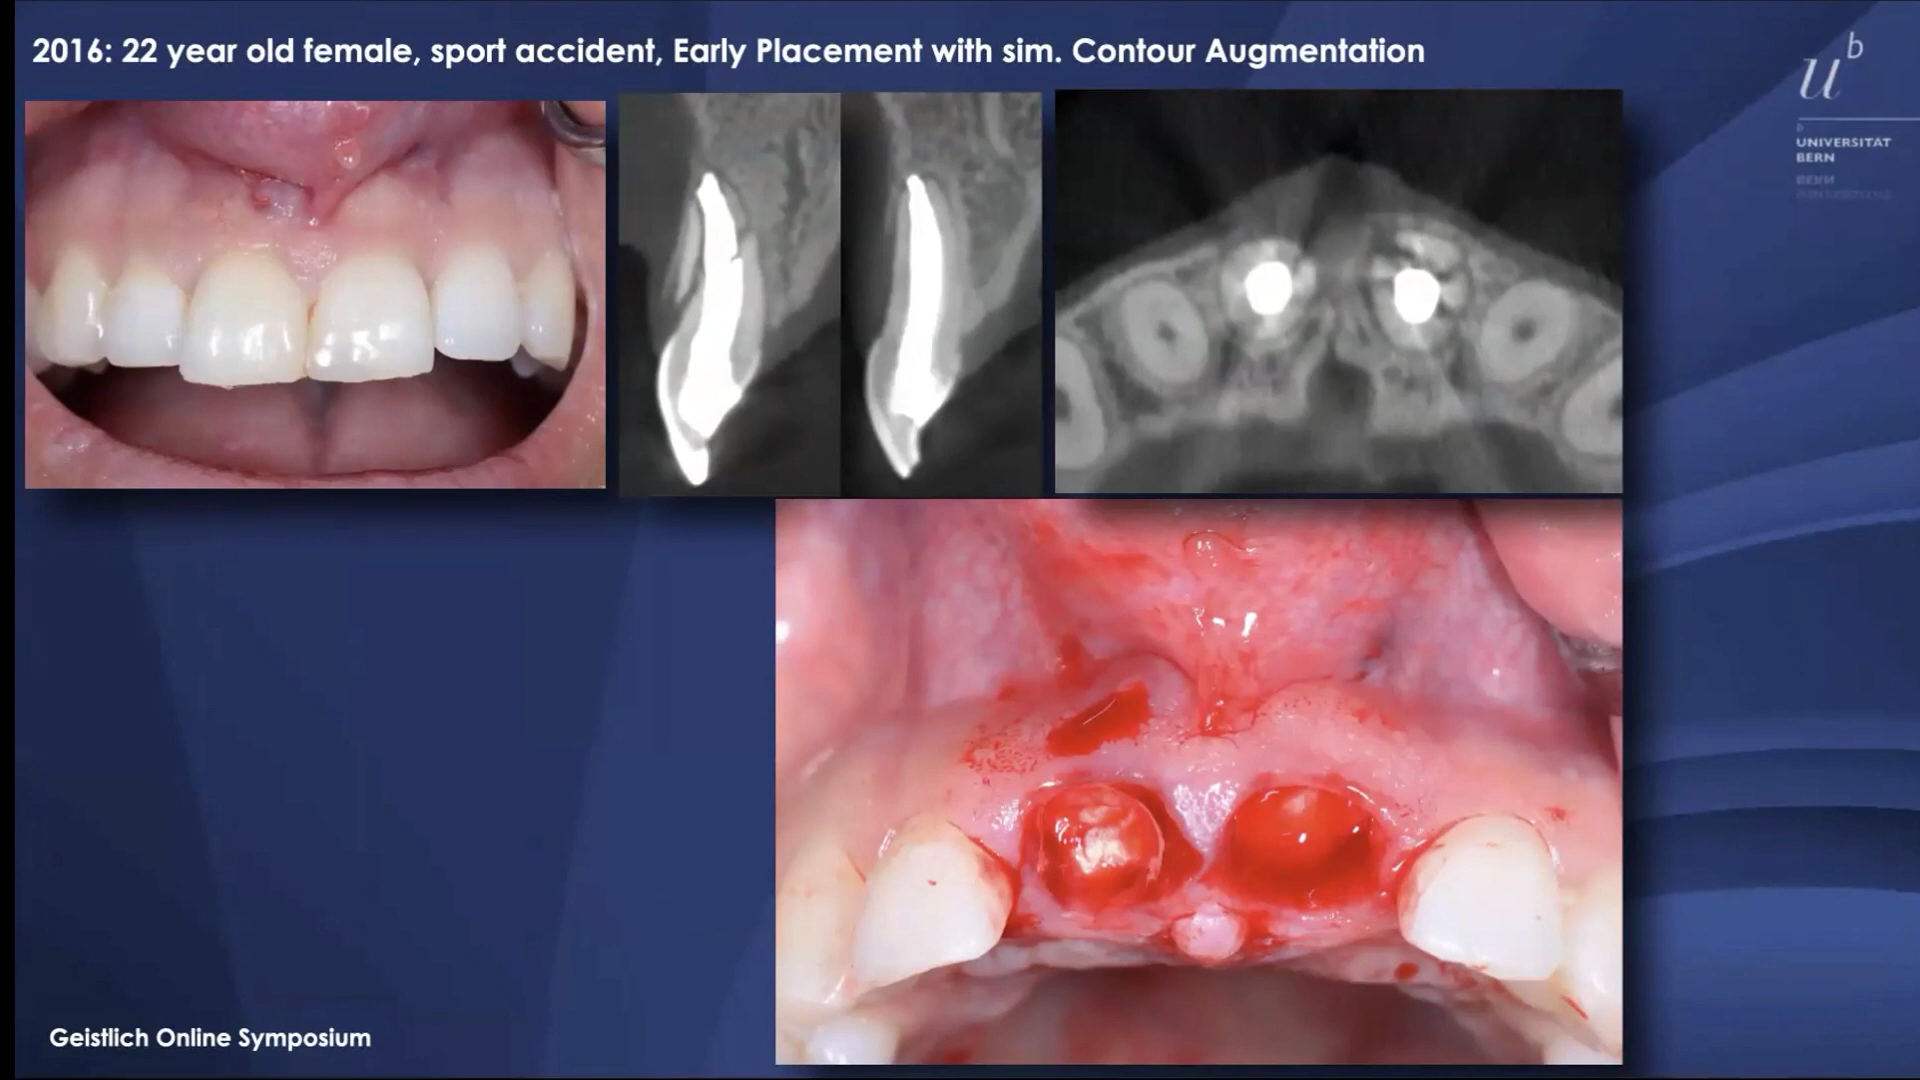 2016: 22 year old female, sport accident, Early Placement with sim. Contour Augmentation
u
b
b
UNIVERSITAT
BERN
Geistlich Online Symposium